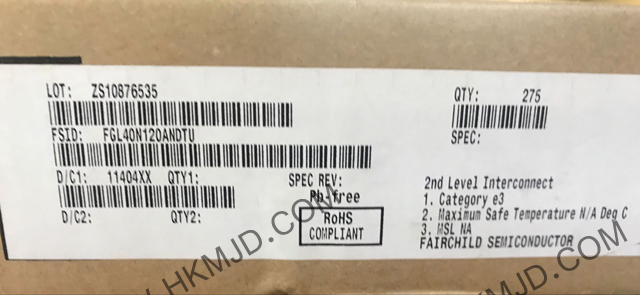 LOT: ZS10876535
QTY: 275
FSID: FGL40N120ANDTU
SPEC:
D/C1: 11404XX QTY1: SPEC REV:
Pb-free
D/C2: QTY2:
RoHS
COMPLIANT
2nd Level Interconnect
1. Category e3
2. Maximum Safe Temperature N/A Deg C
3. MSL NA
FAIRCHILD SEMICONDUCTOR
WWW.HKMJD.COM
.HKMJD.COM